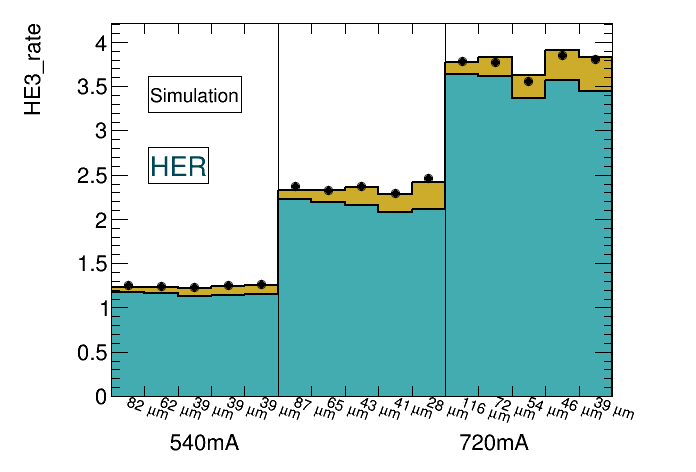 HE3_rate
4
3.5
3
2.5
2
1.5
1
0.5
0
Simulation
HER
82 µm 62 µm 39 µm 39 µm 39 µm 87 µm 65 µm 43 µm 41 µm 28 µm 116 µm 72 µm 54 µm 46 µm 39 µm
540mA 720mA